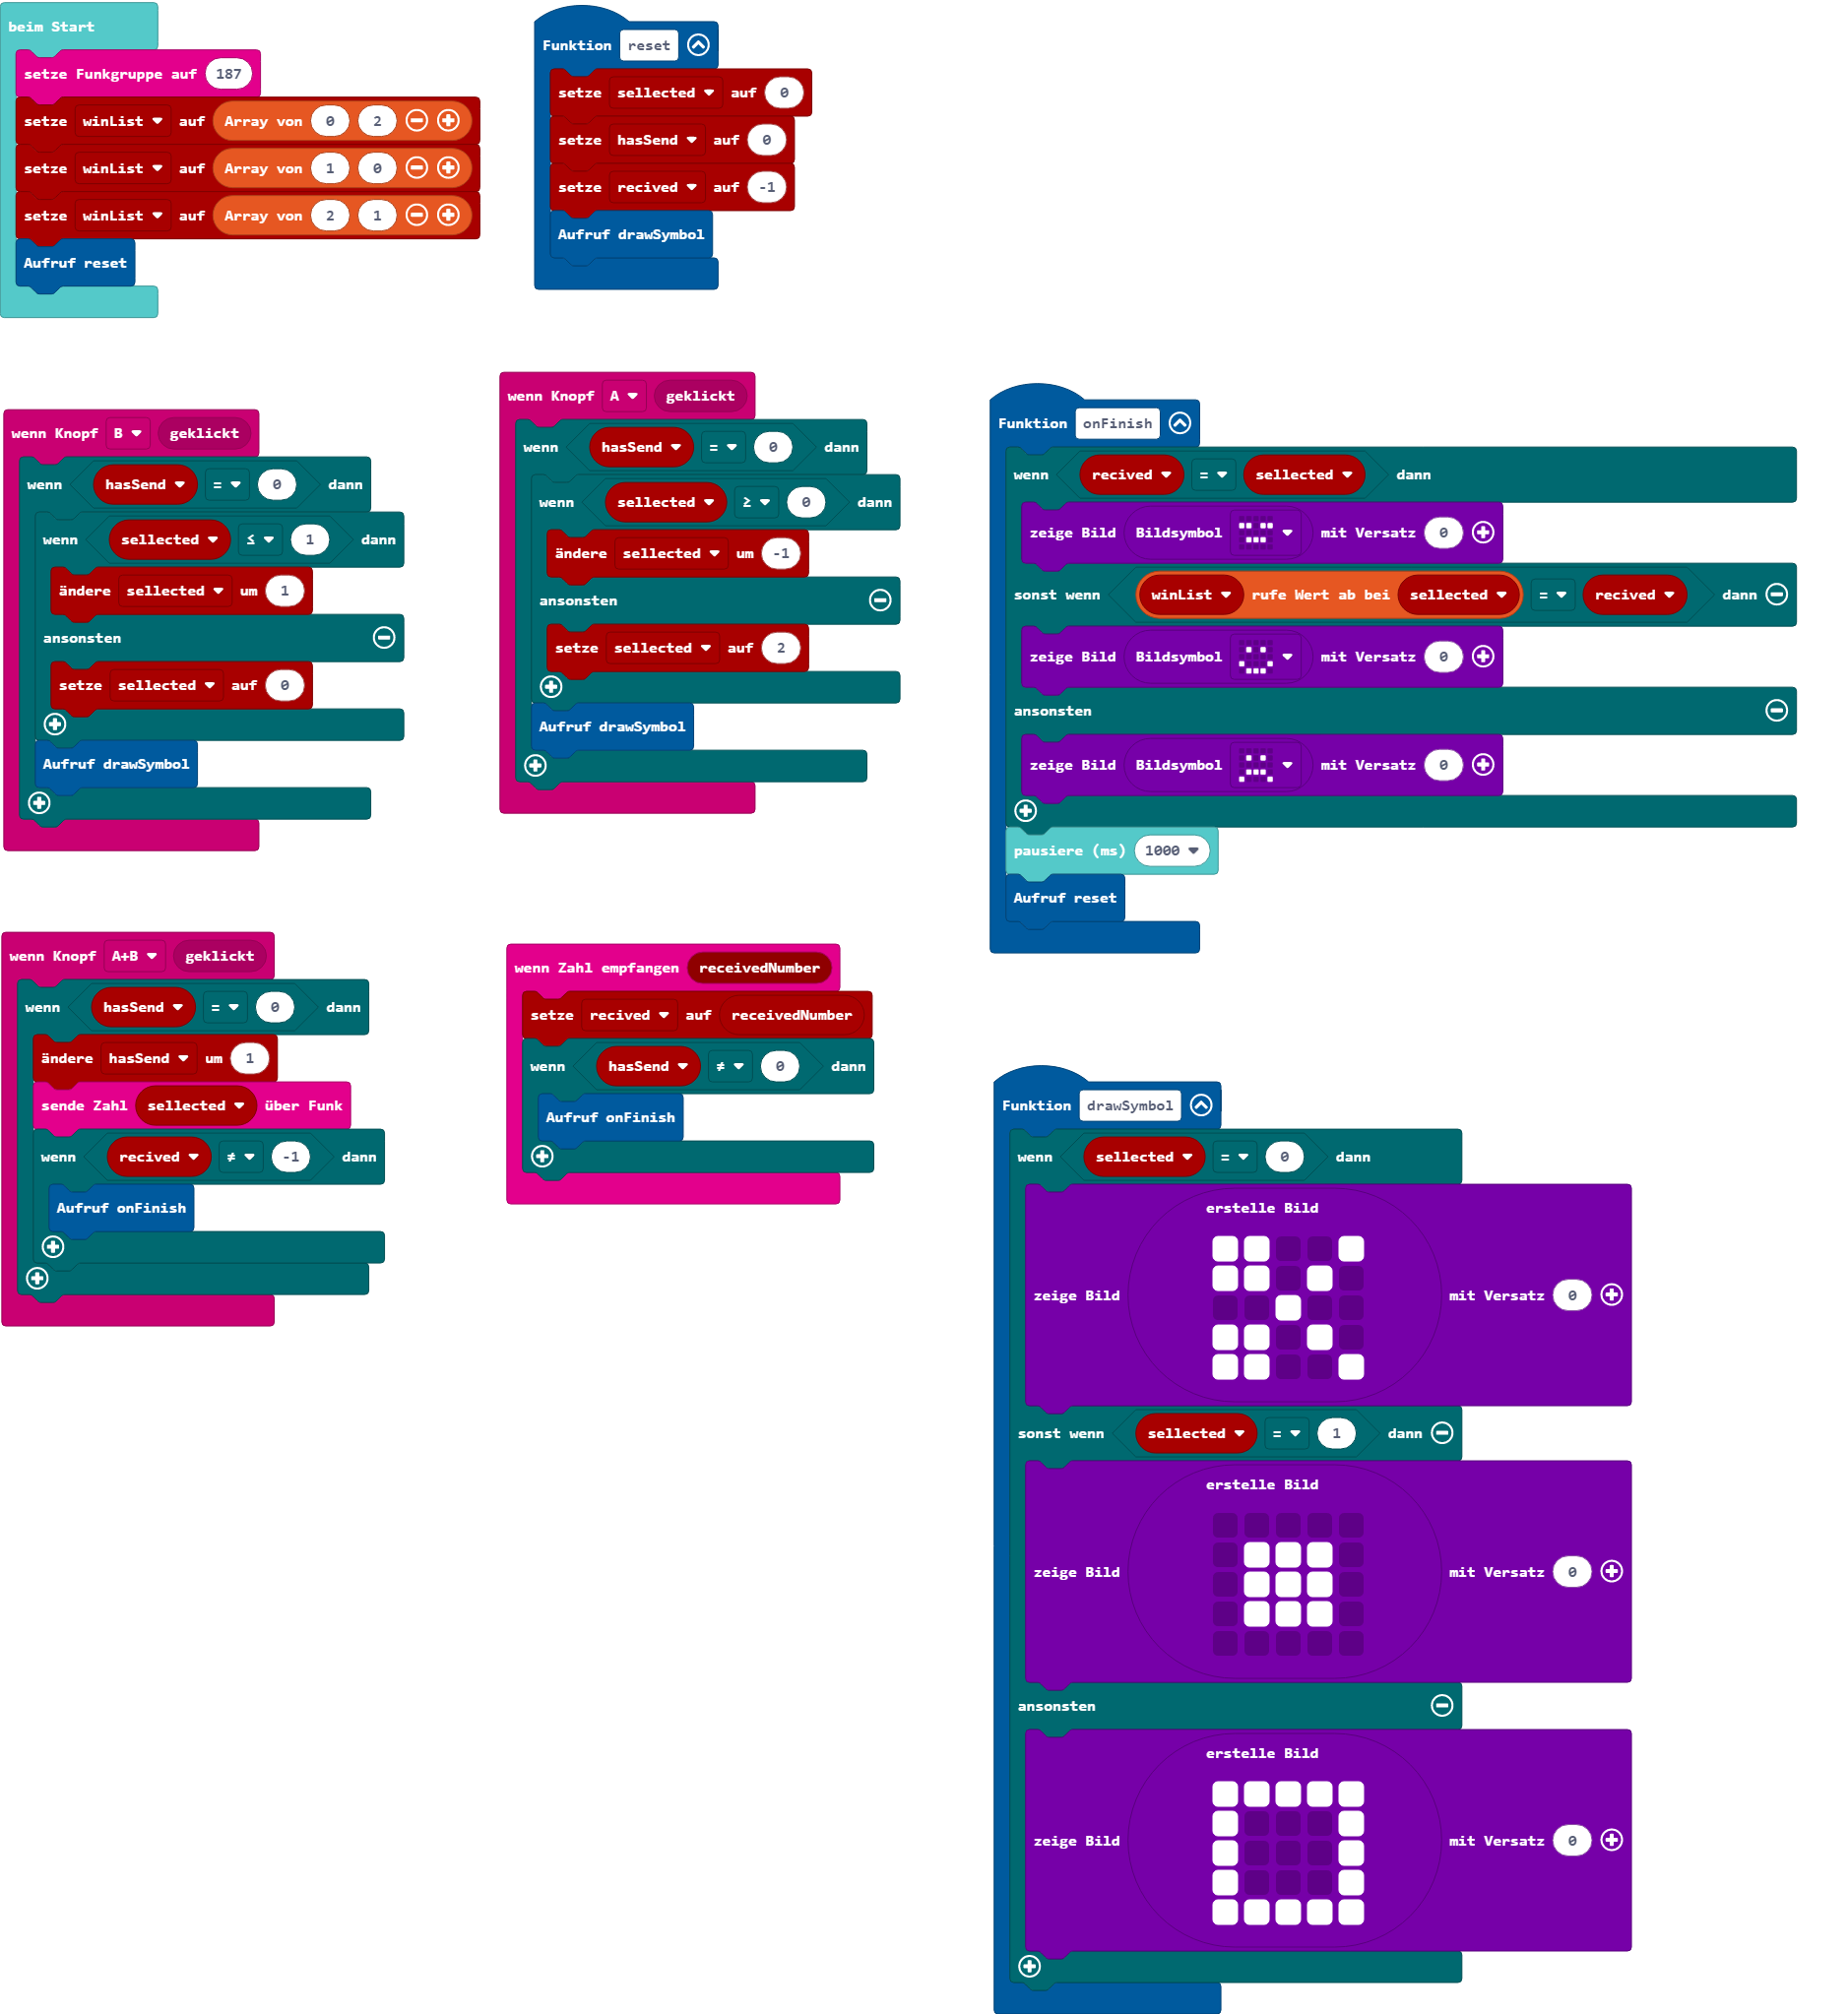 beim Start
setze Funkgruppe auf 187
setze winList auf Array von 0 2
setze winList auf Array von 1 0
setze winList auf Array von 2 1
Aufruf reset
Funktion reset
setze sellected auf 0
setze hasSend auf 0
setze recived auf -1
Aufruf drawSymbol
wenn Knopf B geklickt
wenn hasSend = 0 dann
wenn sellected ≤ 1 dann
ändere sellected um 1
ansonsten
setze sellected auf 0
Aufruf drawSymbol
wenn Knopf A geklickt
wenn hasSend = 0 dann
wenn sellected ≥ 0 dann
ändere sellected um -1
ansonsten
setze sellected auf 2
Aufruf drawSymbol
Funktion onFinish
wenn recived = sellected dann
zeige Bild Bildsymbol mit Versatz 0
sonst wenn winList rufe Wert ab bei sellected = recived dann
zeige Bild Bildsymbol mit Versatz 0
ansonsten
zeige Bild Bildsymbol mit Versatz 0
pausiere (ms) 1000
Aufruf reset
wenn Knopf A+B geklickt
wenn hasSend = 0 dann
ändere hasSend um 1
sende Zahl sellected über Funk
wenn recived ≠ -1 dann
Aufruf onFinish
wenn Zahl empfangen receivedNumber
setze recived auf receivedNumber
wenn hasSend ≠ 0 dann
Aufruf onFinish
Funktion drawSymbol
wenn sellected = 0 dann
erstelle Bild
zeige Bild mit Versatz 0
sonst wenn sellected = 1 dann
erstelle Bild
zeige Bild mit Versatz 0
ansonsten
erstelle Bild
zeige Bild mit Versatz 0